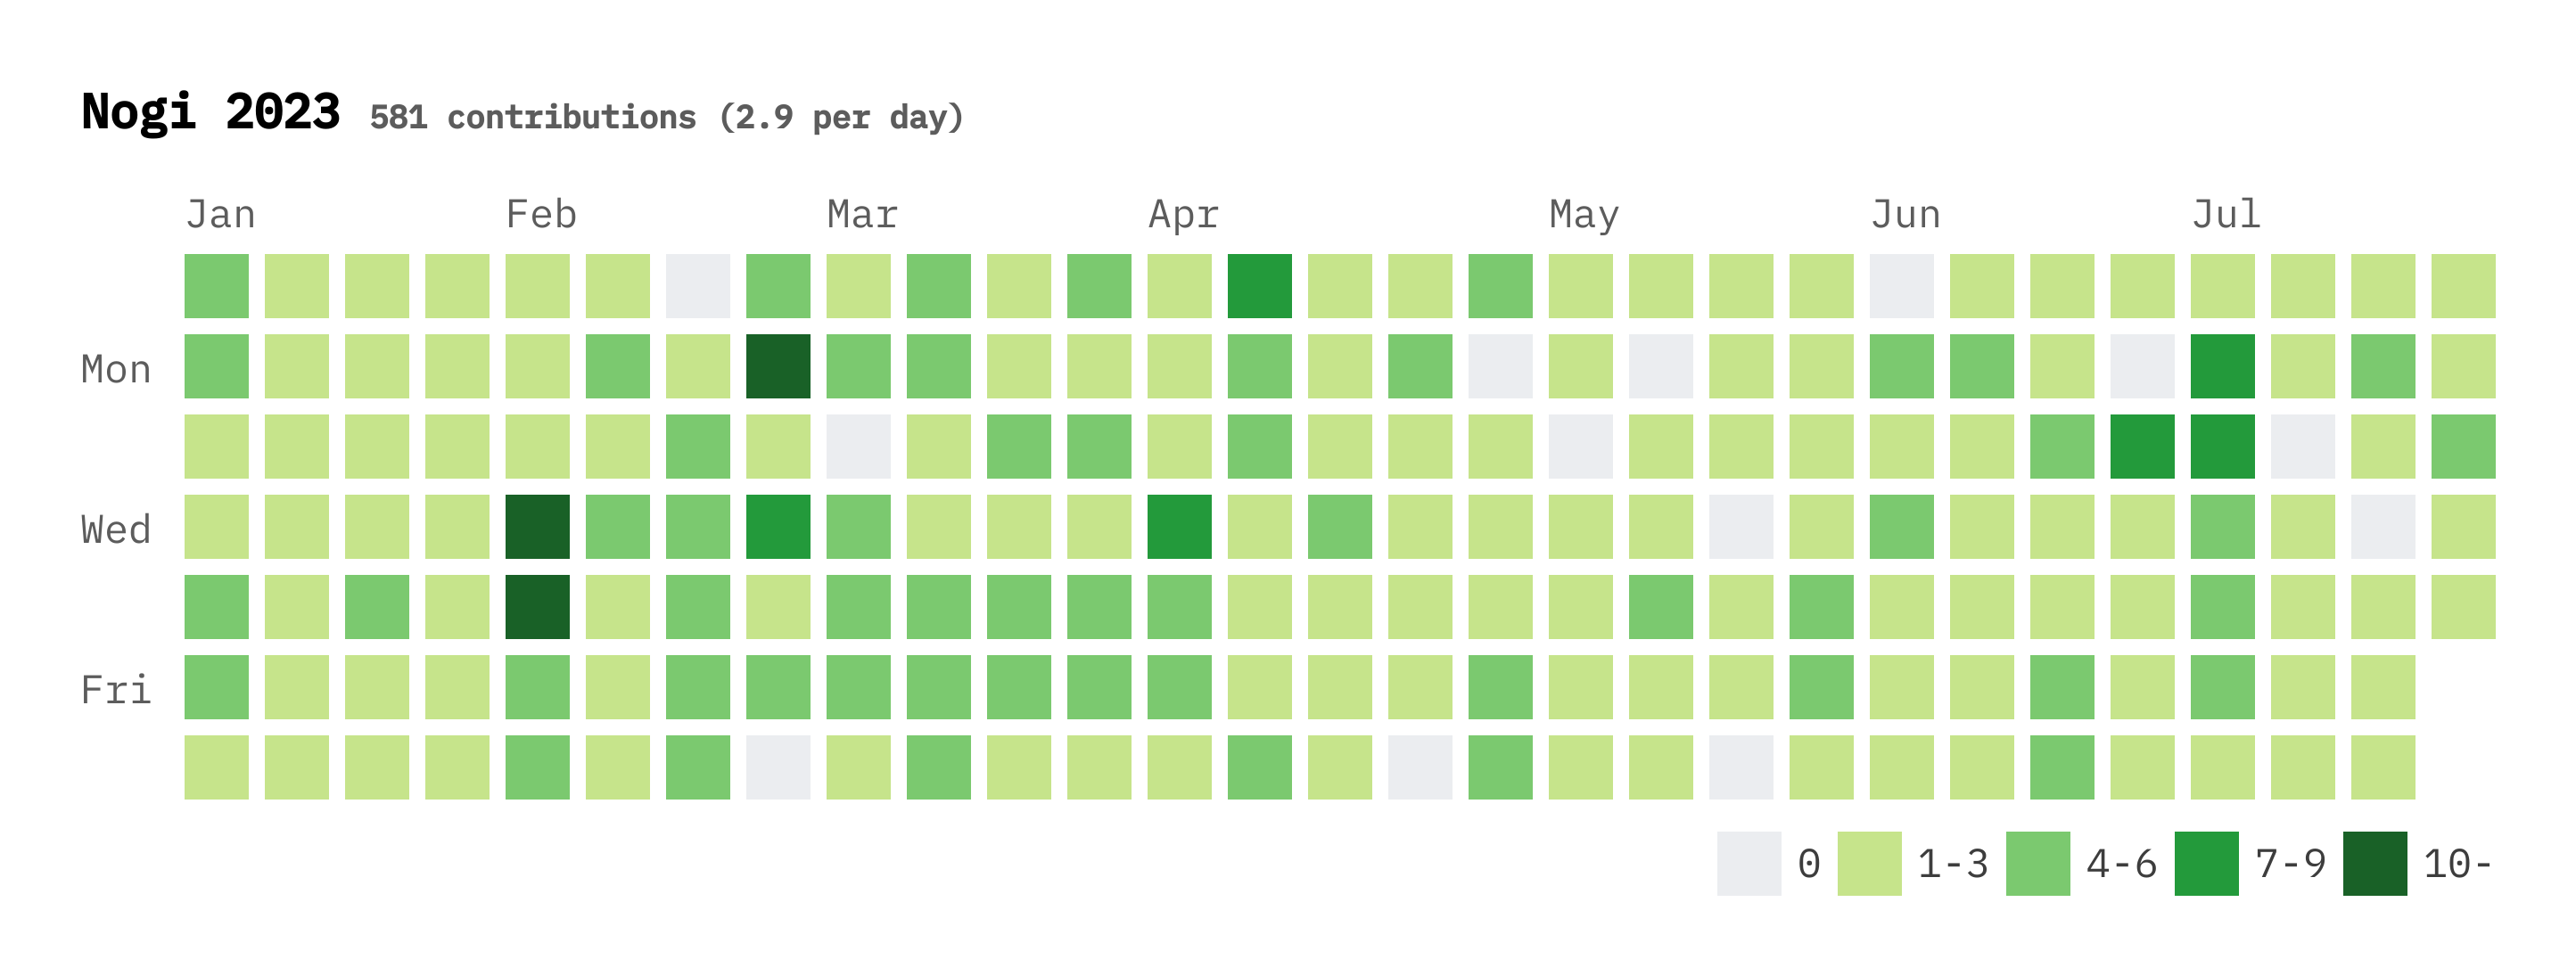 Nogi 2023 581 contributions (2.9 per day)
Jan Feb Mar Apr May Jun Jul
Mon
Wed
Fri
0 1-3 4-6 7-9 10-